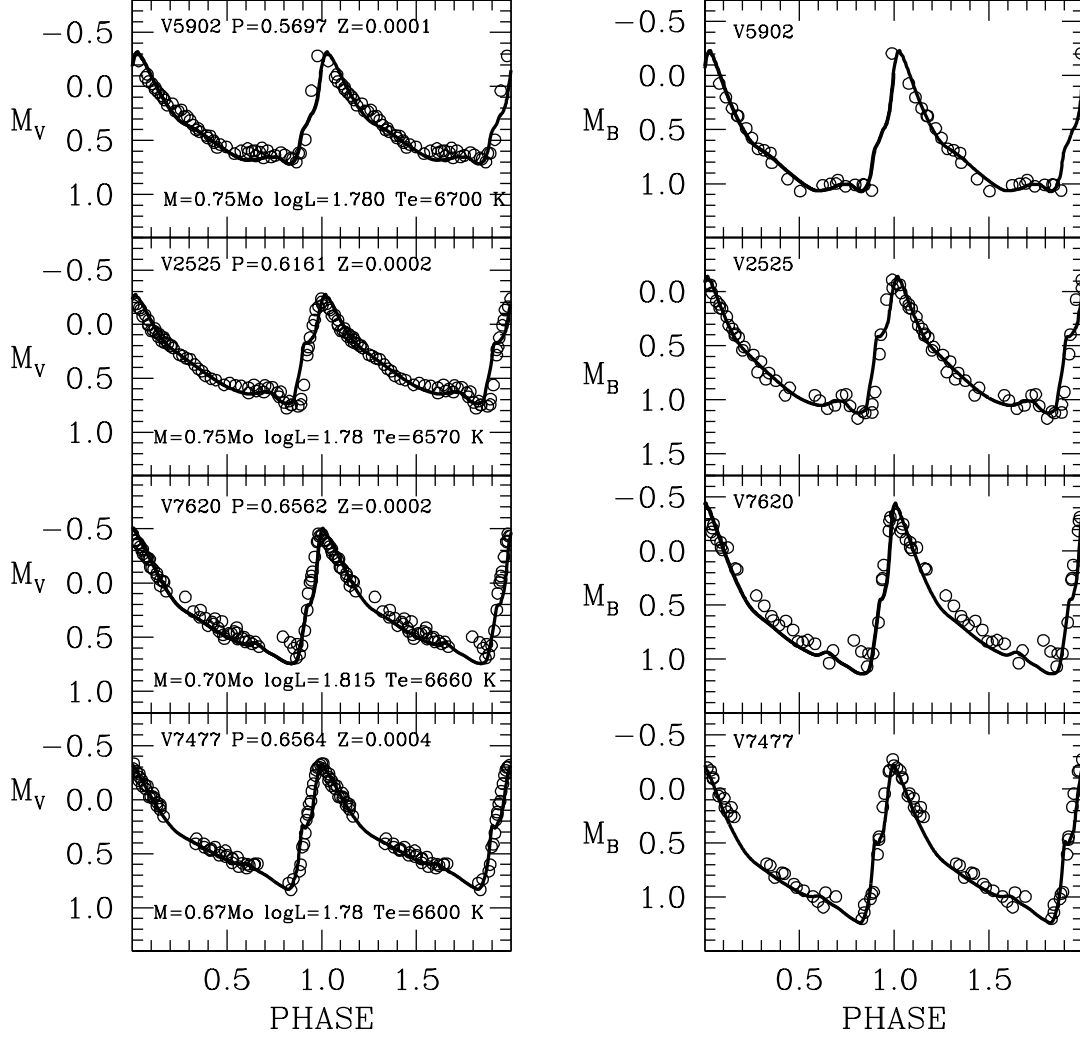 V5902 P=0.5697 Z=0.0001
−0.5
0.0
M_V
0.5
1.0
M=0.75Mo logL=1.780 Te=6700 K
V5902
0.0
M_B
0.5
1.0
V2525 P=0.6161 Z=0.0002
−0.5
0.0
M_V
0.5
1.0
M=0.75Mo logL=1.78 Te=6570 K
V2525
0.0
0.5
M_B
1.0
1.5
V7620 P=0.6562 Z=0.0002
−0.5
M_V 0.0
0.5
1.0
M=0.70Mo logL=1.815 Te=6660 K
V7620
−0.5
0.0
M_B 0.5
1.0
V7477 P=0.6564 Z=0.0004
−0.5
M_V 0.0
0.5
1.0
M=0.67Mo logL=1.78 Te=6600 K
V7477
−0.5
0.0
M_B 0.5
1.0
0.5 1.0 1.5
PHASE
0.5 1.0 1.5
PHASE